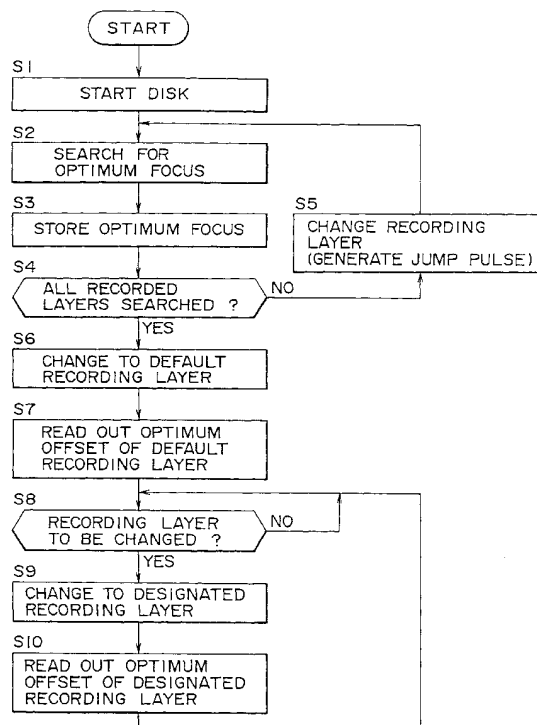 START
S1
START DISK
S2
SEARCH FOR
OPTIMUM FOCUS
S3
STORE OPTIMUM FOCUS
S4
ALL RECORDED
LAYERS SEARCHED ?
NO
YES
S5
CHANGE RECORDING
LAYER
(GENERATE JUMP PULSE)
S6
CHANGE TO DEFAULT
RECORDING LAYER
S7
READ OUT OPTIMUM
OFFSET OF DEFAULT
RECORDING LAYER
S8
RECORDING LAYER
TO BE CHANGED ?
NO
YES
S9
CHANGE TO DESIGNATED
RECORDING LAYER
S10
READ OUT OPTIMUM
OFFSET OF DESIGNATED
RECORDING LAYER